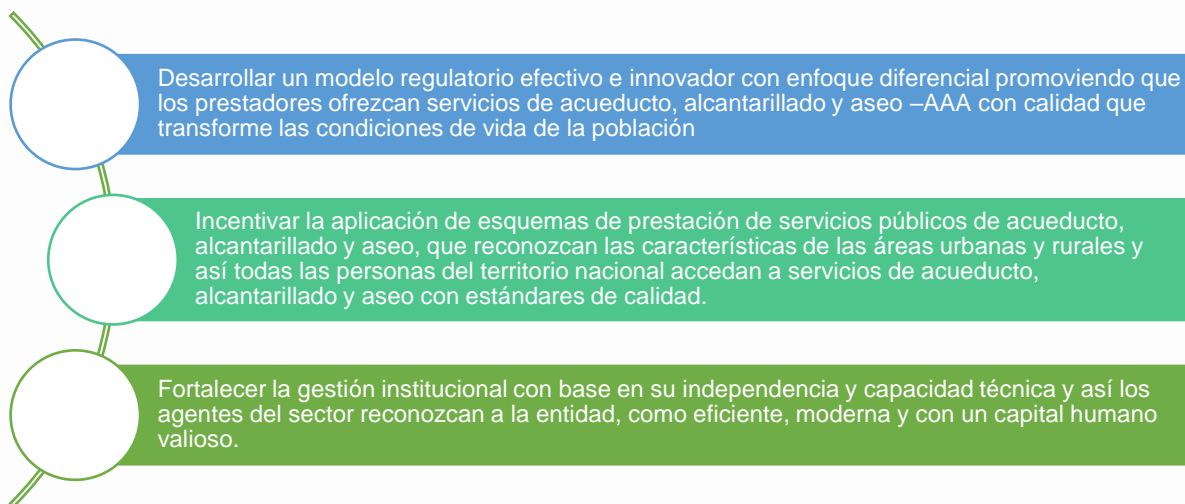 Desarrollar un modelo regulatorio efectivo e innovador con enfoque diferencial promoviendo que
los prestadores ofrezcan servicios de acueducto, alcantarillado y aseo –AAA con calidad que
transforme las condiciones de vida de la población
Incentivar la aplicación de esquemas de prestación de servicios públicos de acueducto,
alcantarillado y aseo, que reconozcan las características de las áreas urbanas y rurales y
así todas las personas del territorio nacional accedan a servicios de acueducto,
alcantarillado y aseo con estándares de calidad.
Fortalecer la gestión institucional con base en su independencia y capacidad técnica y así los
agentes del sector reconozcan a la entidad, como eficiente, moderna y con un capital humano
valioso.